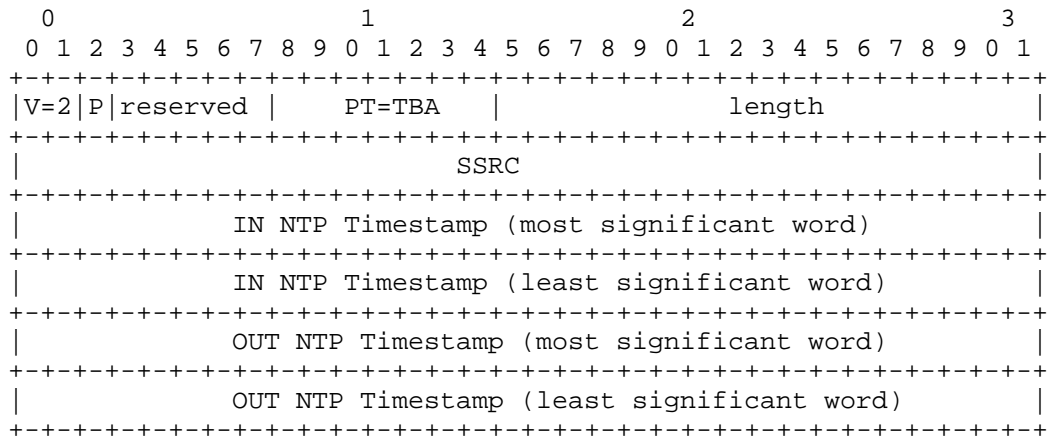 0                   1                   2                   3
 0 1 2 3 4 5 6 7 8 9 0 1 2 3 4 5 6 7 8 9 0 1 2 3 4 5 6 7 8 9 0 1
+-+-+-+-+-+-+-+-+-+-+-+-+-+-+-+-+-+-+-+-+-+-+-+-+-+-+-+-+-+-+-+-+
|V=2|P|reserved |    PT=TBA   |              length             |
+-+-+-+-+-+-+-+-+-+-+-+-+-+-+-+-+-+-+-+-+-+-+-+-+-+-+-+-+-+-+-+-+
|                           SSRC                                |
+-+-+-+-+-+-+-+-+-+-+-+-+-+-+-+-+-+-+-+-+-+-+-+-+-+-+-+-+-+-+-+-+
|             IN NTP Timestamp (most significant word)          |
+-+-+-+-+-+-+-+-+-+-+-+-+-+-+-+-+-+-+-+-+-+-+-+-+-+-+-+-+-+-+-+-+
|             IN NTP Timestamp (least significant word)         |
+-+-+-+-+-+-+-+-+-+-+-+-+-+-+-+-+-+-+-+-+-+-+-+-+-+-+-+-+-+-+-+-+
|             OUT NTP Timestamp (most significant word)         |
+-+-+-+-+-+-+-+-+-+-+-+-+-+-+-+-+-+-+-+-+-+-+-+-+-+-+-+-+-+-+-+-+
|             OUT NTP Timestamp (least significant word)        |
+-+-+-+-+-+-+-+-+-+-+-+-+-+-+-+-+-+-+-+-+-+-+-+-+-+-+-+-+-+-+-+-+